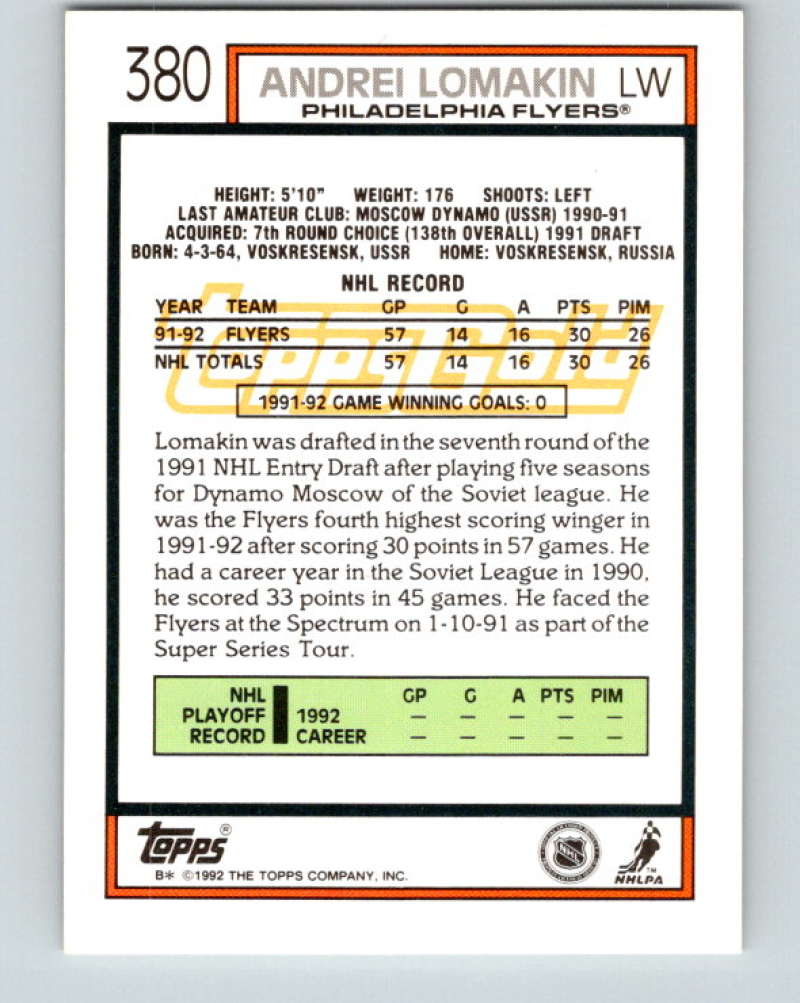 380
ANDREI LOMAKIN LW
PHILADELPHIA FLYERS®
HEIGHT: 5'10" WEIGHT: 176 SHOOTS: LEFT
LAST AMATEUR CLUB: MOSCOW DYNAMO (USSR) 1990-91
ACQUIRED: 7th ROUND CHOICE (138th OVERALL) 1991 DRAFT
BORN: 4-3-64, VOSKRESENSK, USSR HOME: VOSKRESENSK, RUSSIA
NHL RECORD
YEAR TEAM GP G A PTS PIM
91-92 FLYERS 57 14 16 30 26
NHL TOTALS 57 14 16 30 26
Topps Gold
1991-92 GAME WINNING GOALS: 0
Lomakin was drafted in the seventh round of the
1991 NHL Entry Draft after playing five seasons
for Dynamo Moscow of the Soviet league. He
was the Flyers fourth highest scoring winger in
1991-92 after scoring 30 points in 57 games. He
had a career year in the Soviet League in 1990,
he scored 33 points in 45 games. He faced the
Flyers at the Spectrum on 1-10-91 as part of the
Super Series Tour.
NHL GP G A PTS PIM
PLAYOFF 1992 — — — — —
RECORD CAREER — — — — —
TOPPS®
B* ©1992 THE TOPPS COMPANY, INC.
NHL
TM
NHLPA